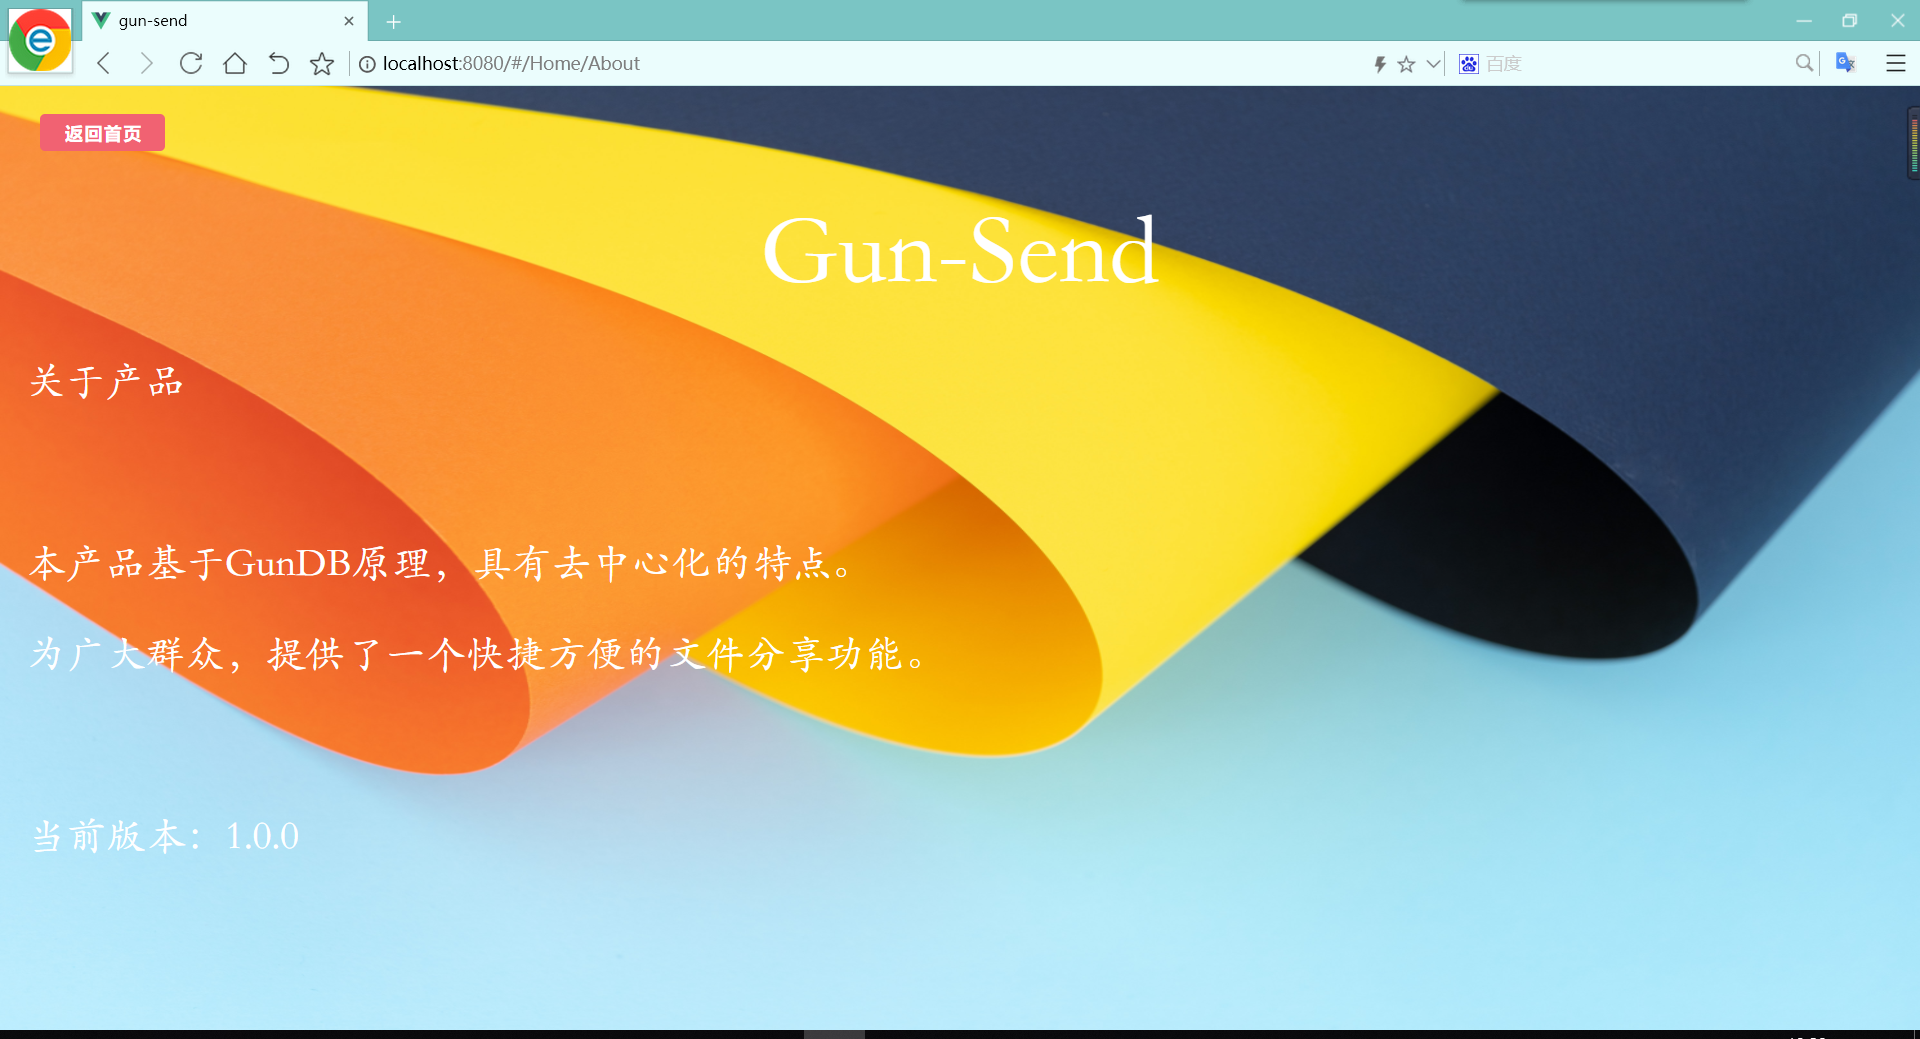 gun-send
localhost:8080/#/Home/About
百度
返回首页
Gun-Send
关于产品
本产品基于GunDB原理，具有去中心化的特点。
为广大群众，提供了一个快捷方便的文件分享功能。
当前版本：1.0.0